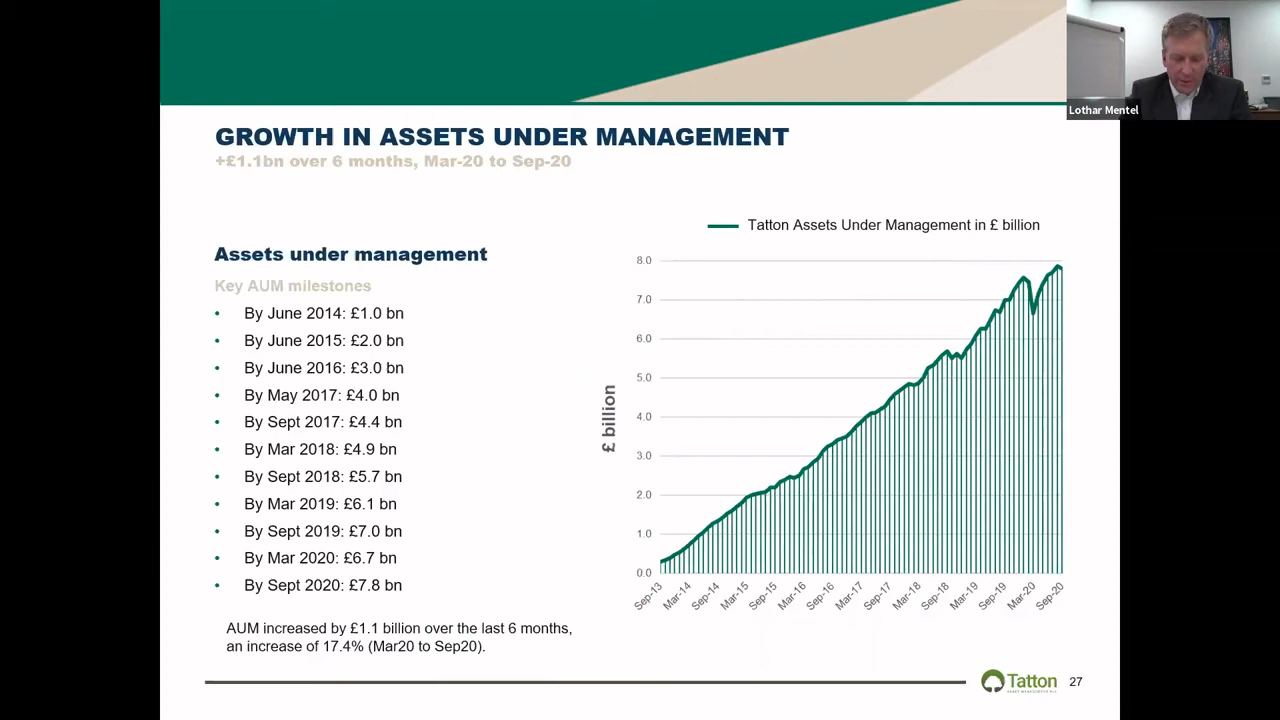 Lothar Mentel
GROWTH IN ASSETS UNDER MANAGEMENT
+£1.1bn over 6 months, Mar-20 to Sep-20
Assets under management
Key AUM milestones
• By June 2014: £1.0 bn
• By June 2015: £2.0 bn
• By June 2016: £3.0 bn
• By May 2017: £4.0 bn
• By Sept 2017: £4.4 bn
• By Mar 2018: £4.9 bn
• By Sept 2018: £5.7 bn
• By Mar 2019: £6.1 bn
• By Sept 2019: £7.0 bn
• By Mar 2020: £6.7 bn
• By Sept 2020: £7.8 bn
AUM increased by £1.1 billion over the last 6 months,
an increase of 17.4% (Mar20 to Sep20).
Tatton Assets Under Management in £ billion
£ billion
8.0
7.0
6.0
5.0
4.0
3.0
2.0
1.0
0.0
Sep-13
Mar-14
Sep-14
Mar-15
Sep-15
Mar-16
Sep-16
Mar-17
Sep-17
Mar-18
Sep-18
Mar-19
Sep-19
Mar-20
Sep-20
Tatton
ASSET MANAGEMENT PLC
27